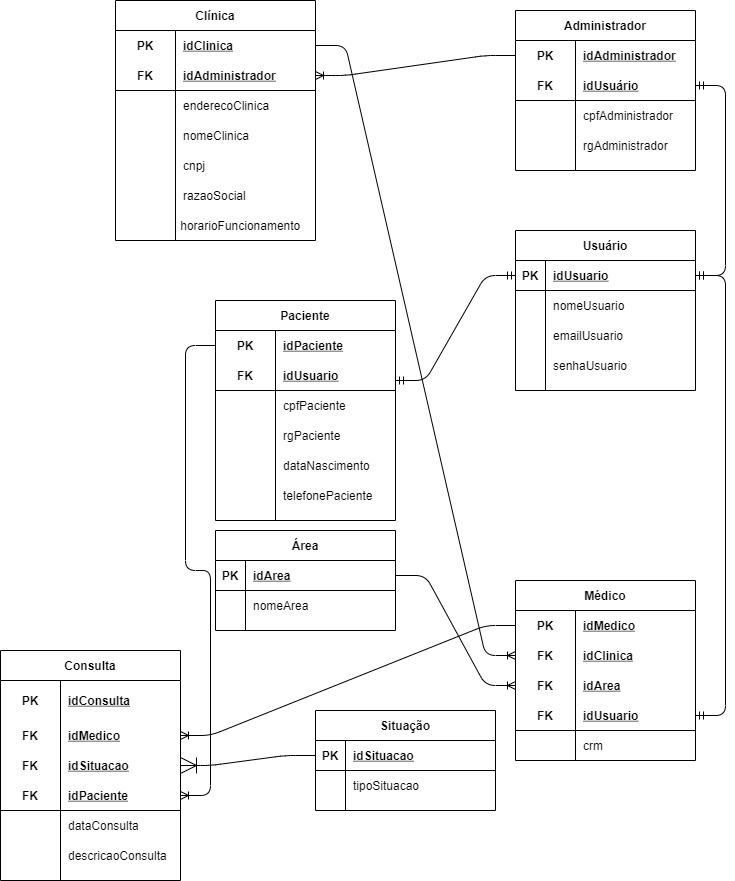 Clínica
PK idClinica
FK idAdministrador
enderecoClinica
nomeClinica
cnpj
razaoSocial
horarioFuncionamento
Administrador
PK idAdministrador
FK idUsuário
cpfAdministrador
rgAdministrador
Usuário
PK idUsuario
nomeUsuario
emailUsuario
senhaUsuario
Paciente
PK idPaciente
FK idUsuario
cpfPaciente
rgPaciente
dataNascimento
telefonePaciente
Área
PK idArea
nomeArea
Médico
PK idMedico
FK idClinica
FK idArea
FK idUsuario
crm
Consulta
PK idConsulta
FK idMedico
FK idSituacao
FK idPaciente
dataConsulta
descricaoConsulta
Situação
PK idSituacao
tipoSituacao